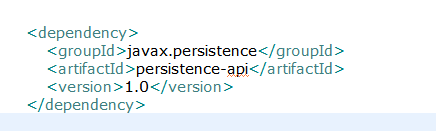 <dependency>
<groupId>javax.persistence</groupId>
<artifactId>persistence-api</artifactId>
<version>1.0</version>
</dependency>